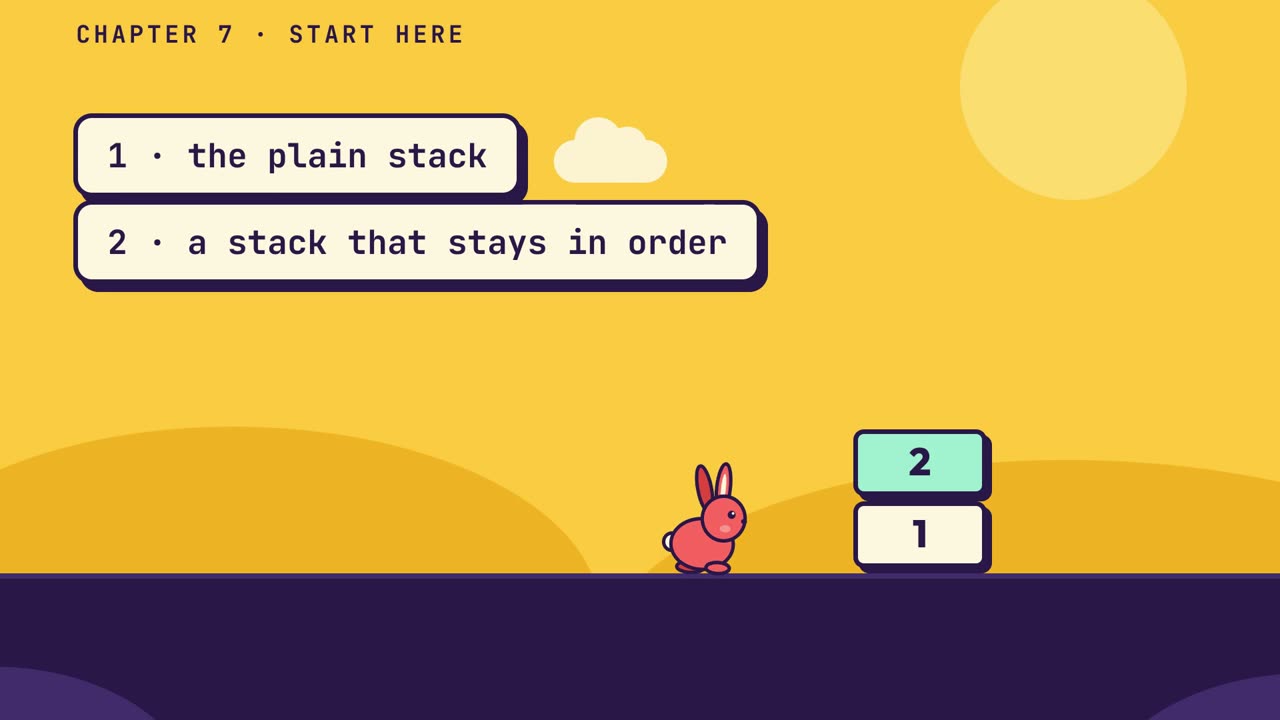 CHAPTER 7 · START HERE
1 · the plain stack
2 · a stack that stays in order
2
1